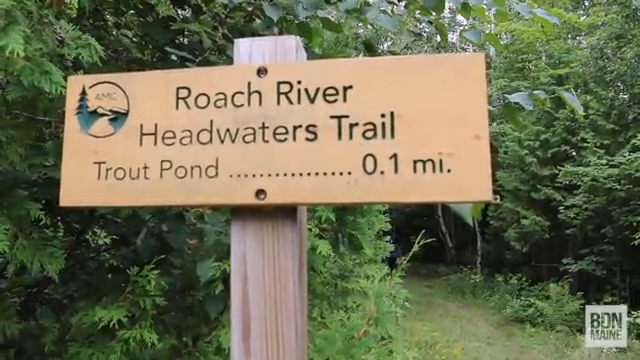 AMC
Roach River
Headwaters Trail
Trout Pond ................ 0.1 mi.
BDN
MAINE